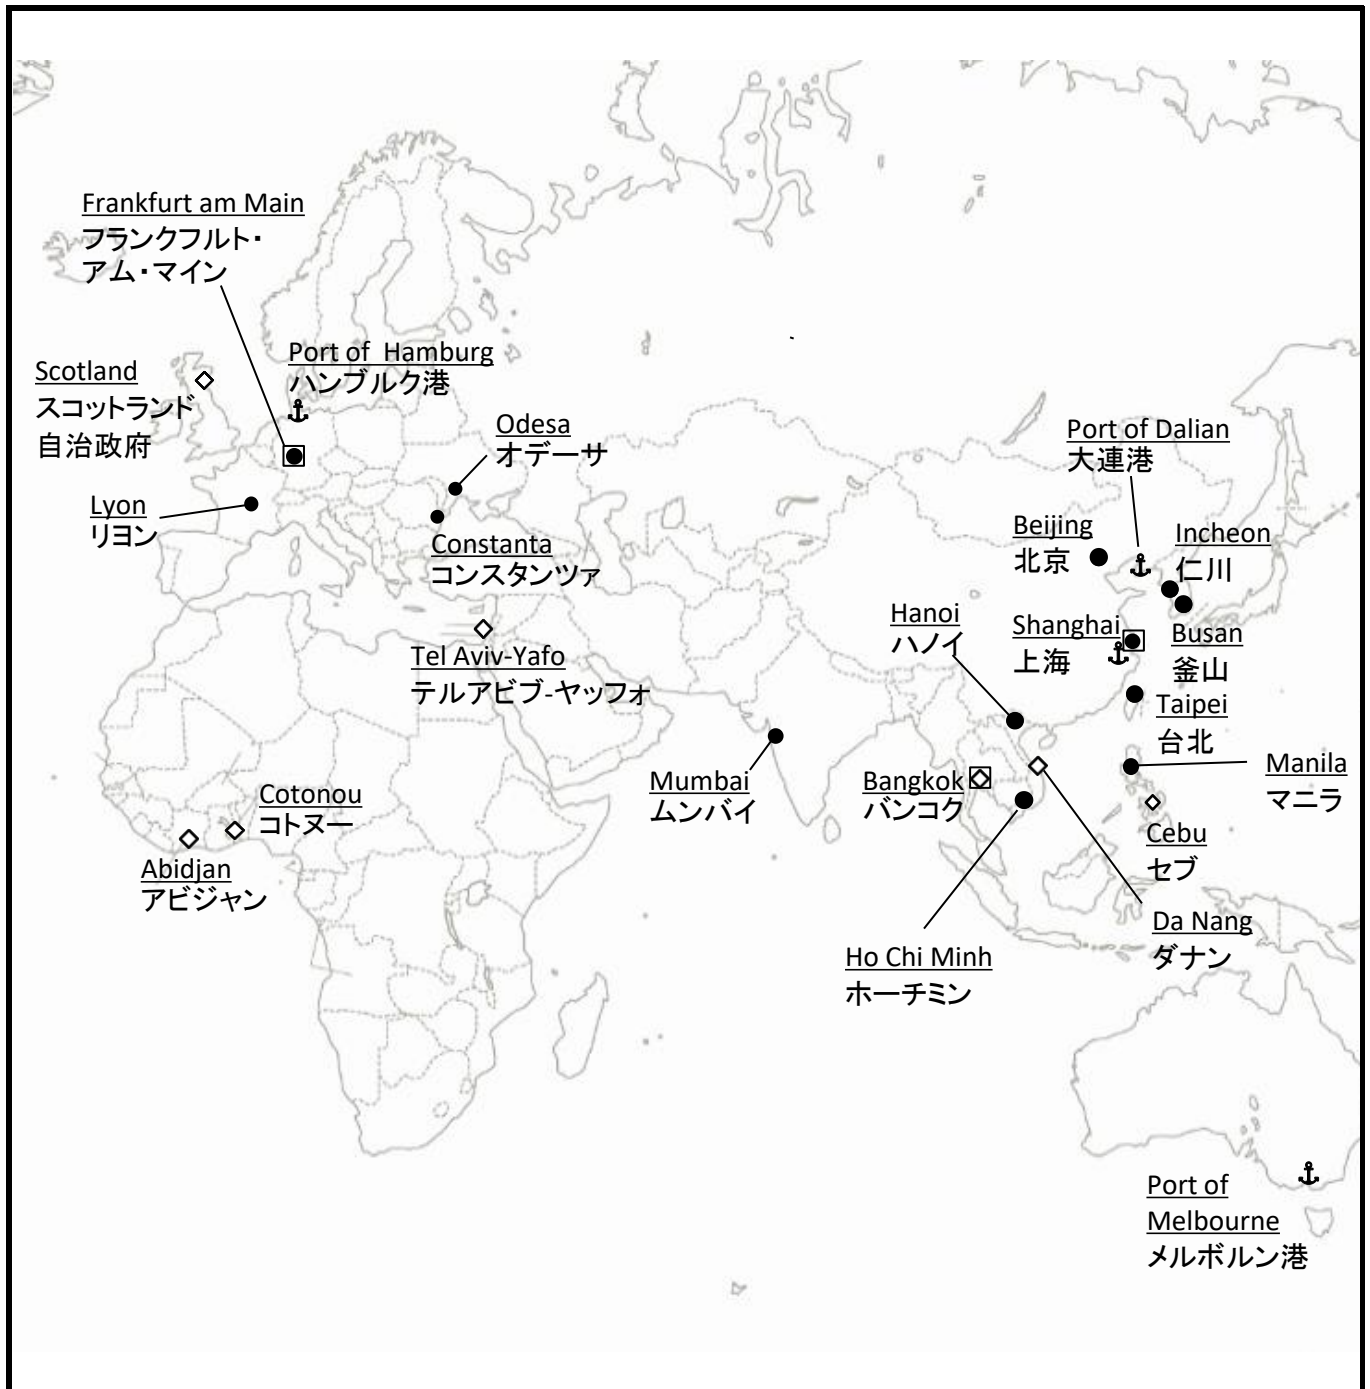 Frankfurt am Main
フランクフルト・
アム・マイン
Port of Hamburg
ハンブルク港
Scotland
スコットランド
自治政府
Odesa
オデーサ
Port of Dalian
大連港
Lyon
リヨン
Constanta
コンスタンツァ
Beijing
北京
Incheon
仁川
Hanoi
ハノイ
Shanghai
上海
Busan
釜山
Tel Aviv-Yafo
テルアビブ-ヤッフォ
Taipei
台北
Mumbai
ムンバイ
Bangkok
バンコク
Manila
マニラ
Cotonou
コトヌー
Cebu
セブ
Abidjan
アビジャン
Da Nang
ダナン
Ho Chi Minh
ホーチミン
Port of
Melbourne
メルボルン港